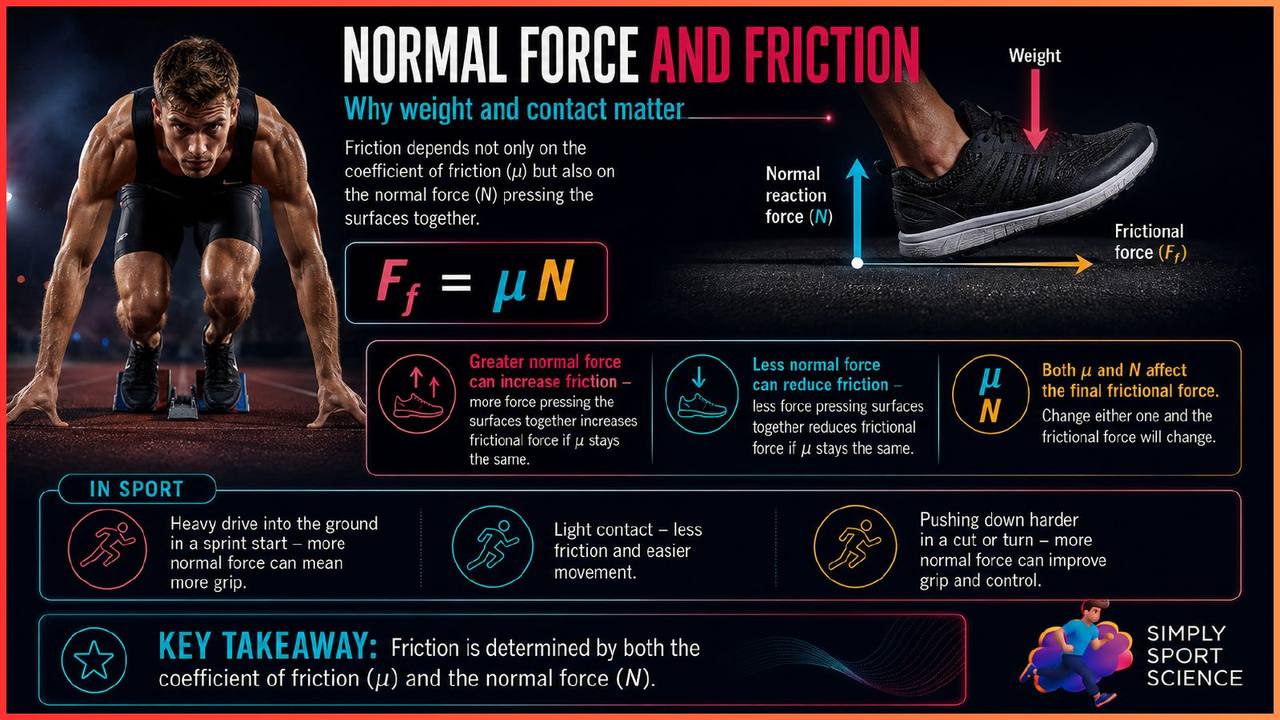 NORMAL FORCE AND FRICTION
Why weight and contact matter
Friction depends not only on the
coefficient of friction (μ) but also on
the normal force (N) pressing the
surfaces together.
F_f = μ N
Weight
Normal
reaction
force (N)
Frictional
force (F_f)
Greater normal force
can increase friction –
more force pressing the
surfaces together increases
frictional force if μ stays
the same.
Less normal force
can reduce friction –
less force pressing surfaces
together reduces frictional
force if μ stays the same.
μ
N
Both μ and N affect
the final frictional force.
Change either one and the
frictional force will change.
IN SPORT
Heavy drive into the ground
in a sprint start – more
normal force can mean
more grip.
Light contact – less
friction and easier
movement.
Pushing down harder
in a cut or turn – more
normal force can improve
grip and control.
KEY TAKEAWAY: Friction is determined by both the
coefficient of friction (μ) and the normal force (N).
SIMPLY
SPORT
SCIENCE